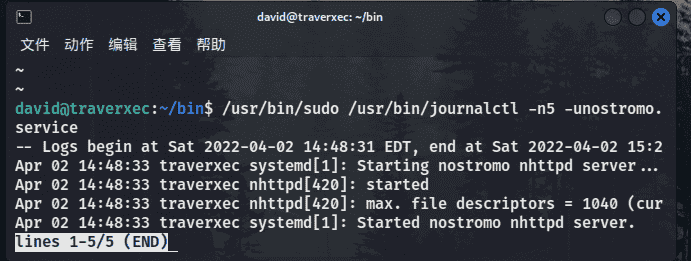 david@traverxec: ~/bin
文件 动作 编辑 查看 帮助
~
~
david@traverxec:~/bin$ /usr/bin/sudo /usr/bin/journalctl -n5 -unostromo.
service
-- Logs begin at Sat 2022-04-02 14:48:31 EDT, end at Sat 2022-04-02 15:2
Apr 02 14:48:33 traverxec systemd[1]: Starting nostromo nhttpd server...
Apr 02 14:48:33 traverxec nhttpd[420]: started
Apr 02 14:48:33 traverxec nhttpd[420]: max. file descriptors = 1040 (cur
Apr 02 14:48:33 traverxec systemd[1]: Started nostromo nhttpd server.
lines 1-5/5 (END)